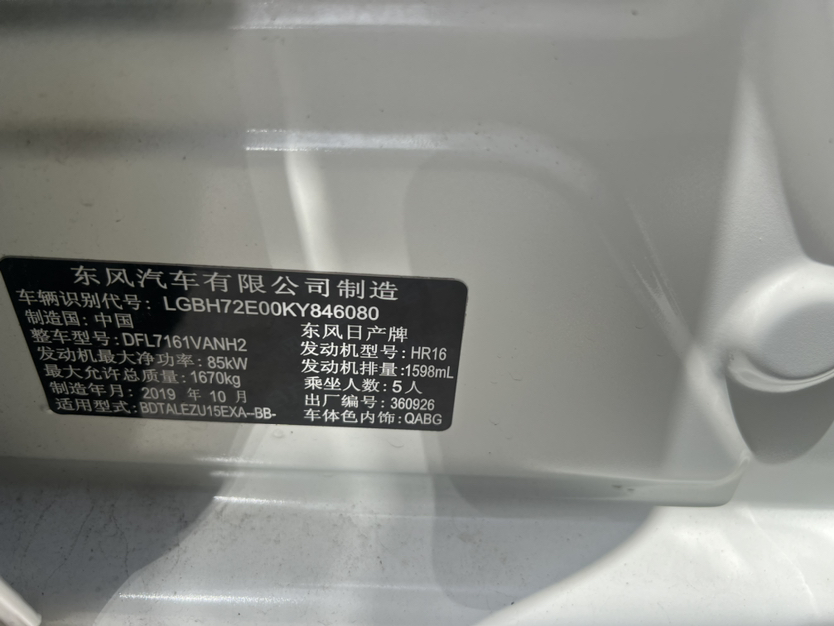 东风汽车有限公司制造
车辆识别代号: LGBH72E00KY846080
制造国: 中国 东风日产牌
整车型号: DFL7161VANH2 发动机型号: HR16
发动机最大净功率: 85kW 发动机排量: 1598mL
最大允许总质量: 1670kg 乘坐人数: 5人
制造年月: 2019 年 10 月 出厂编号: 360926
适用型式: BDTALEZU15EXA--BB- 车体色内饰: QABG